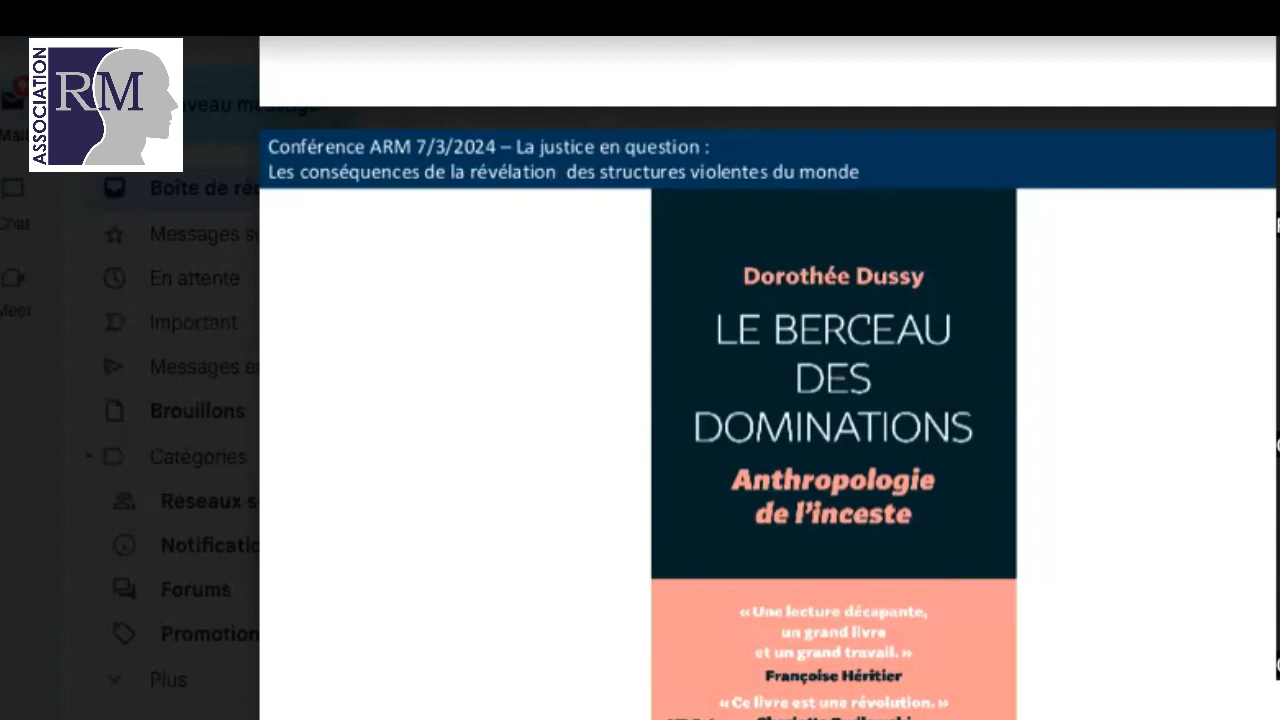 ASSOCIATION
RM
Conférence ARM 7/3/2024 – La justice en question :
Les conséquences de la révélation des structures violentes du monde
Dorothée Dussy
LE BERCEAU
DES
DOMINATIONS
Anthropologie
de l'inceste
« Une lecture décapante,
un grand livre
et un grand travail. »
Françoise Héritier
« Ce livre est une révolution. »
Mail
Chat
Meet
Boîte de
Messages
En attente
Important
Messages
Brouillons
Catégories
Réseaux
Notificatio
Forums
Promotion
Plus